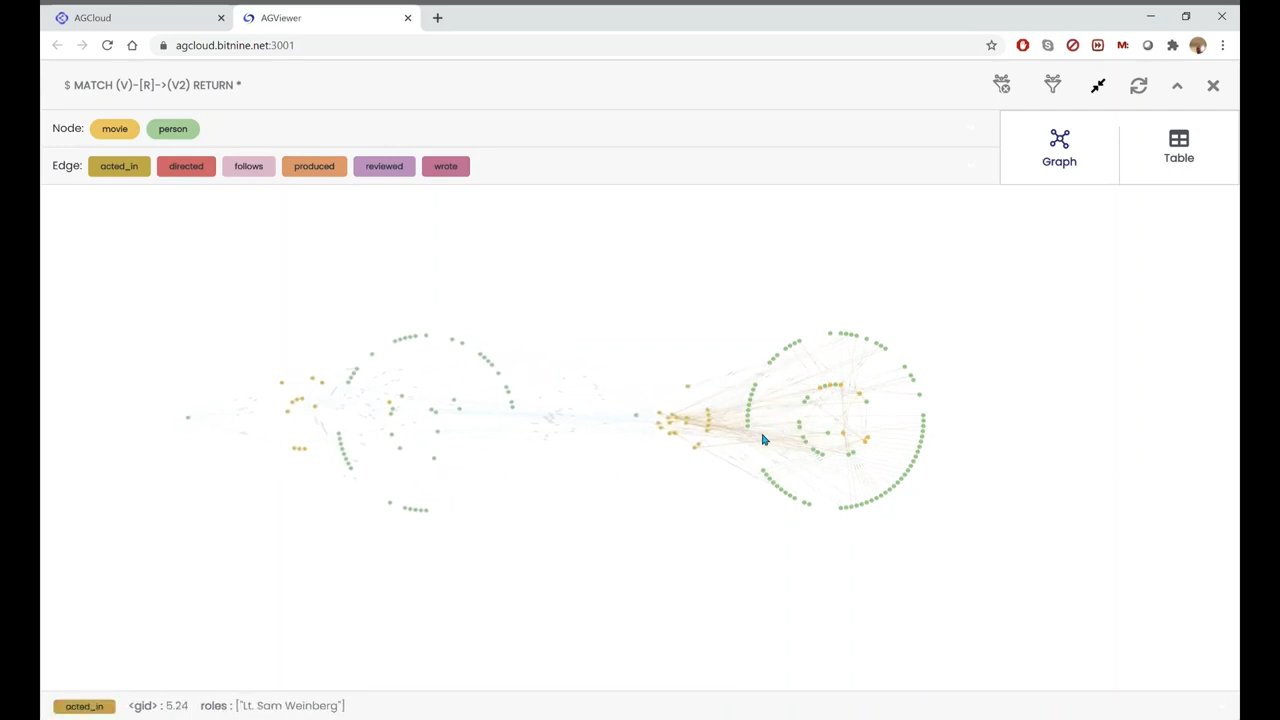 AGCloud
AGViewer
agcloud.bitnine.net:3001
M:
$ MATCH (V)-[R]->(V2) RETURN *
Node: movie person
Edge: acted_in directed follows produced reviewed wrote
Graph
Table
acted_in <gid> : 5.24 roles : ["Lt. Sam Weinberg"]